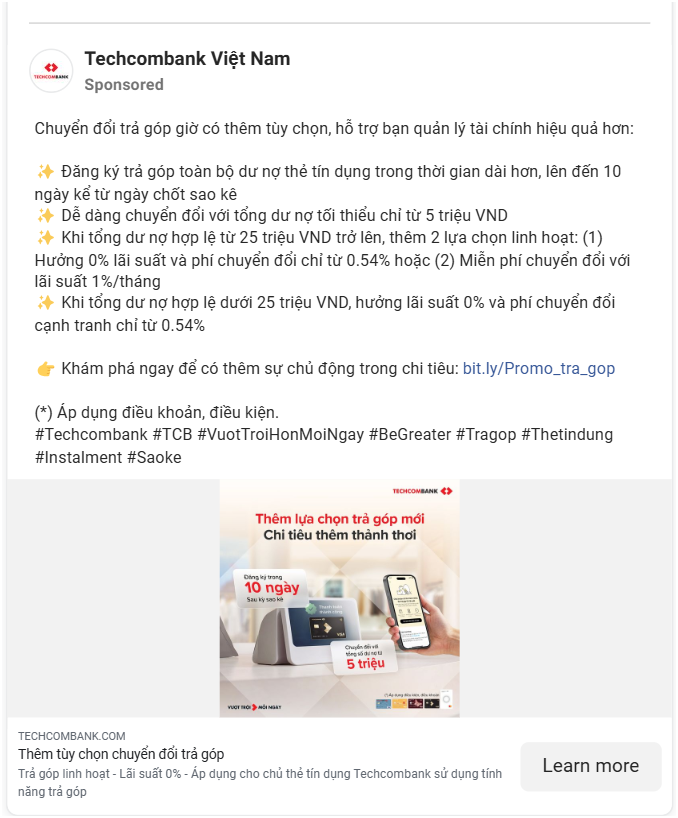 TECHCOMBANK
Techcombank Việt Nam
Sponsored
Chuyển đổi trả góp giờ có thêm tùy chọn, hỗ trợ bạn quản lý tài chính hiệu quả hơn:
✨ Đăng ký trả góp toàn bộ dư nợ thẻ tín dụng trong thời gian dài hơn, lên đến 10
ngày kể từ ngày chốt sao kê
✨ Dễ dàng chuyển đổi với tổng dư nợ tối thiểu chỉ từ 5 triệu VND
✨ Khi tổng dư nợ hợp lệ từ 25 triệu VND trở lên, thêm 2 lựa chọn linh hoạt: (1)
Hưởng 0% lãi suất và phí chuyển đổi chỉ từ 0.54% hoặc (2) Miễn phí chuyển đổi với
lãi suất 1%/tháng
✨ Khi tổng dư nợ hợp lệ dưới 25 triệu VND, hưởng lãi suất 0% và phí chuyển đổi
cạnh tranh chỉ từ 0.54%
👉 Khám phá ngay để có thêm sự chủ động trong chi tiêu: bit.ly/Promo_tra_gop
(*) Áp dụng điều khoản, điều kiện.
#Techcombank #TCB #VuotTroiHonMoiNgay #BeGreater #Tragop #Thetindung
#Instalment #Saoke
TECHCOMBANK
Thêm lựa chọn trả góp mới
Chi tiêu thêm thảnh thơi
Đăng ký trong
10 ngày
Sau kỳ sao kê
Thanh toán
thành công
VISA
Chuyển đổi với
tổng số dư nợ từ
5 triệu
(*) Áp dụng điều kiện, điều khoản
VƯỢT TRỘI MỖI NGÀY
TECHCOMBANK.COM
Thêm tùy chọn chuyển đổi trả góp
Trả góp linh hoạt - Lãi suất 0% - Áp dụng cho chủ thẻ tín dụng Techcombank sử dụng tính
năng trả góp
Learn more